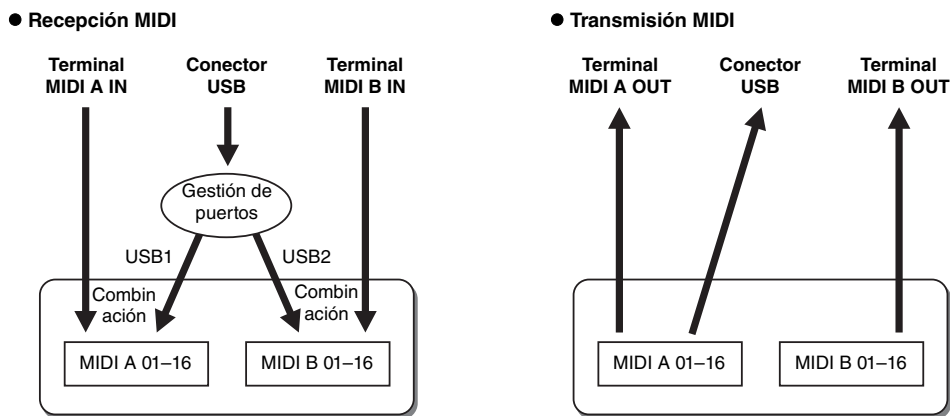 ● Recepción MIDI
Terminal
MIDI A IN
Conector
USB
Terminal
MIDI B IN
Gestión de
puertos
USB1
USB2
Combin
ación
Combin
ación
MIDI A 01–16
MIDI B 01–16
● Transmisión MIDI
Terminal
MIDI A OUT
Conector
USB
Terminal
MIDI B OUT
MIDI A 01–16
MIDI B 01–16